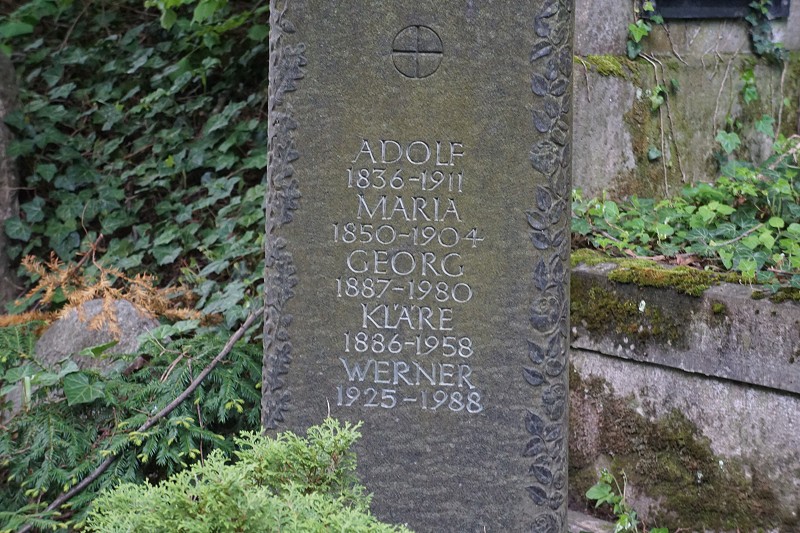 ADOLF
1836-1911
MARIA
1850-1904
GEORG
1887-1980
KLÄRE
1886-1958
WERNER
1925-1988